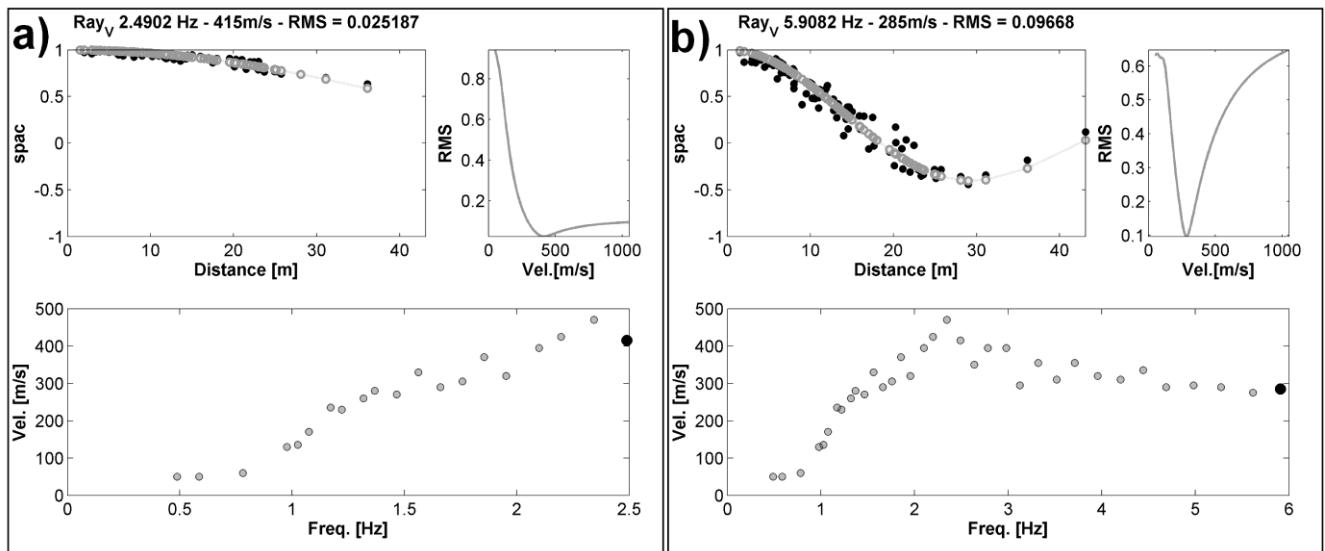 a)
Ray_V 2.4902 Hz - 415m/s - RMS = 0.025187
1
0.5
0
-0.5
-1
spac
0 10 20 30 40
Distance [m]
0.8
0.6
0.4
0.2
RMS
0 500 1000
Vel.[m/s]
500
400
300
200
100
0
Vel. [m/s]
0 0.5 1 1.5 2 2.5
Freq. [Hz]
b)
Ray_V 5.9082 Hz - 285m/s - RMS = 0.09668
1
0.5
0
-0.5
-1
spac
0 10 20 30 40
Distance [m]
0.6
0.5
0.4
0.3
0.2
0.1
RMS
0 500 1000
Vel.[m/s]
500
400
300
200
100
0
Vel. [m/s]
0 1 2 3 4 5 6
Freq. [Hz]